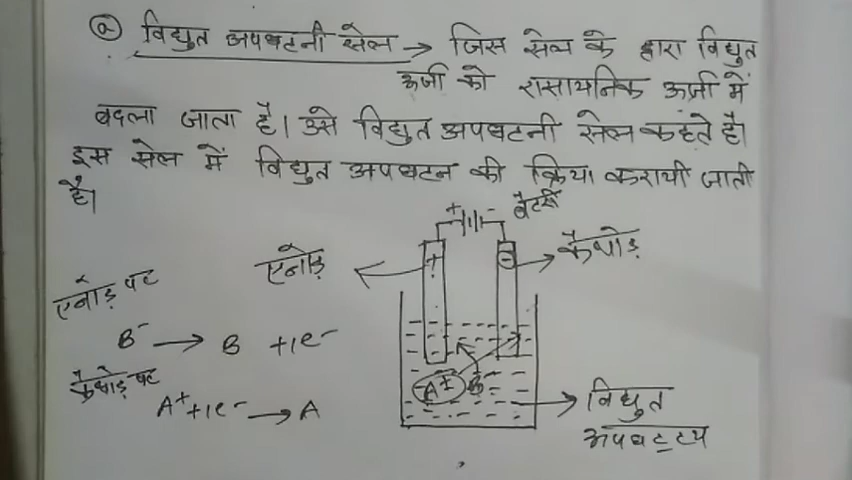 (a) विद्युत अपघटनी सेल → जिस सेल के द्वारा विद्युत
ऊर्जा को रासायनिक ऊर्जा में
बदला जाता है। उसे विद्युत अपघटनी सेल कहते है।
इस सेल में विद्युत अपघटन की क्रिया करायी जाती
है।
+ - बैटरी
एनोड़
+ -
कैथोड़
एनोड़ पर
B⁻ → B + 1e⁻
कैथोड़ पर
A⁺ + 1e⁻ → A
A⁺ B⁻
विद्युत
अपघट्टय